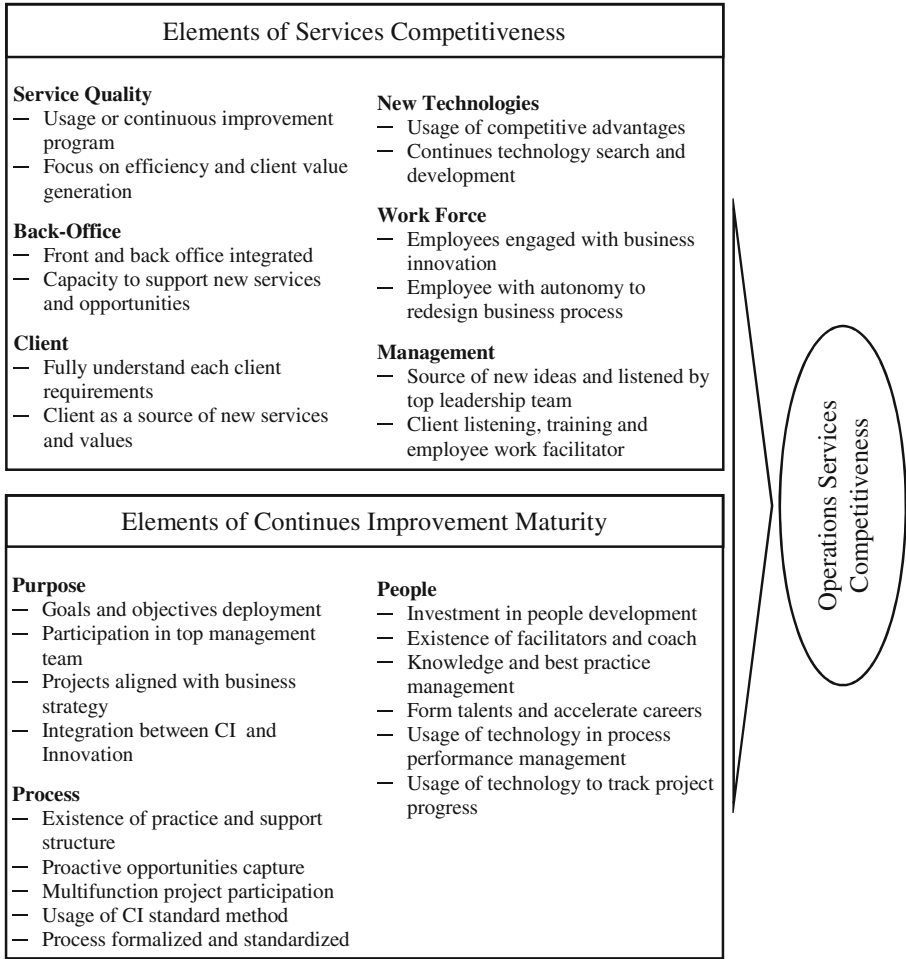 Elements of Services Competitiveness
Service Quality
— Usage or continuous improvement
program
— Focus on efficiency and client value
generation
Back-Office
— Front and back office integrated
— Capacity to support new services
and opportunities
Client
— Fully understand each client
requirements
— Client as a source of new services
and values
New Technologies
— Usage of competitive advantages
— Continues technology search and
development
Work Force
— Employees engaged with business
innovation
— Employee with autonomy to
redesign business process
Management
— Source of new ideas and listened by
top leadership team
— Client listening, training and
employee work facilitator
Elements of Continues Improvement Maturity
Purpose
— Goals and objectives deployment
— Participation in top management
team
— Projects aligned with business
strategy
— Integration between CI and
Innovation
Process
— Existence of practice and support
structure
— Proactive opportunities capture
— Multifunction project participation
— Usage of CI standard method
— Process formalized and standardized
People
— Investment in people development
— Existence of facilitators and coach
— Knowledge and best practice
management
— Form talents and accelerate careers
— Usage of technology in process
performance management
— Usage of technology to track project
progress
Operations Services
Competitiveness